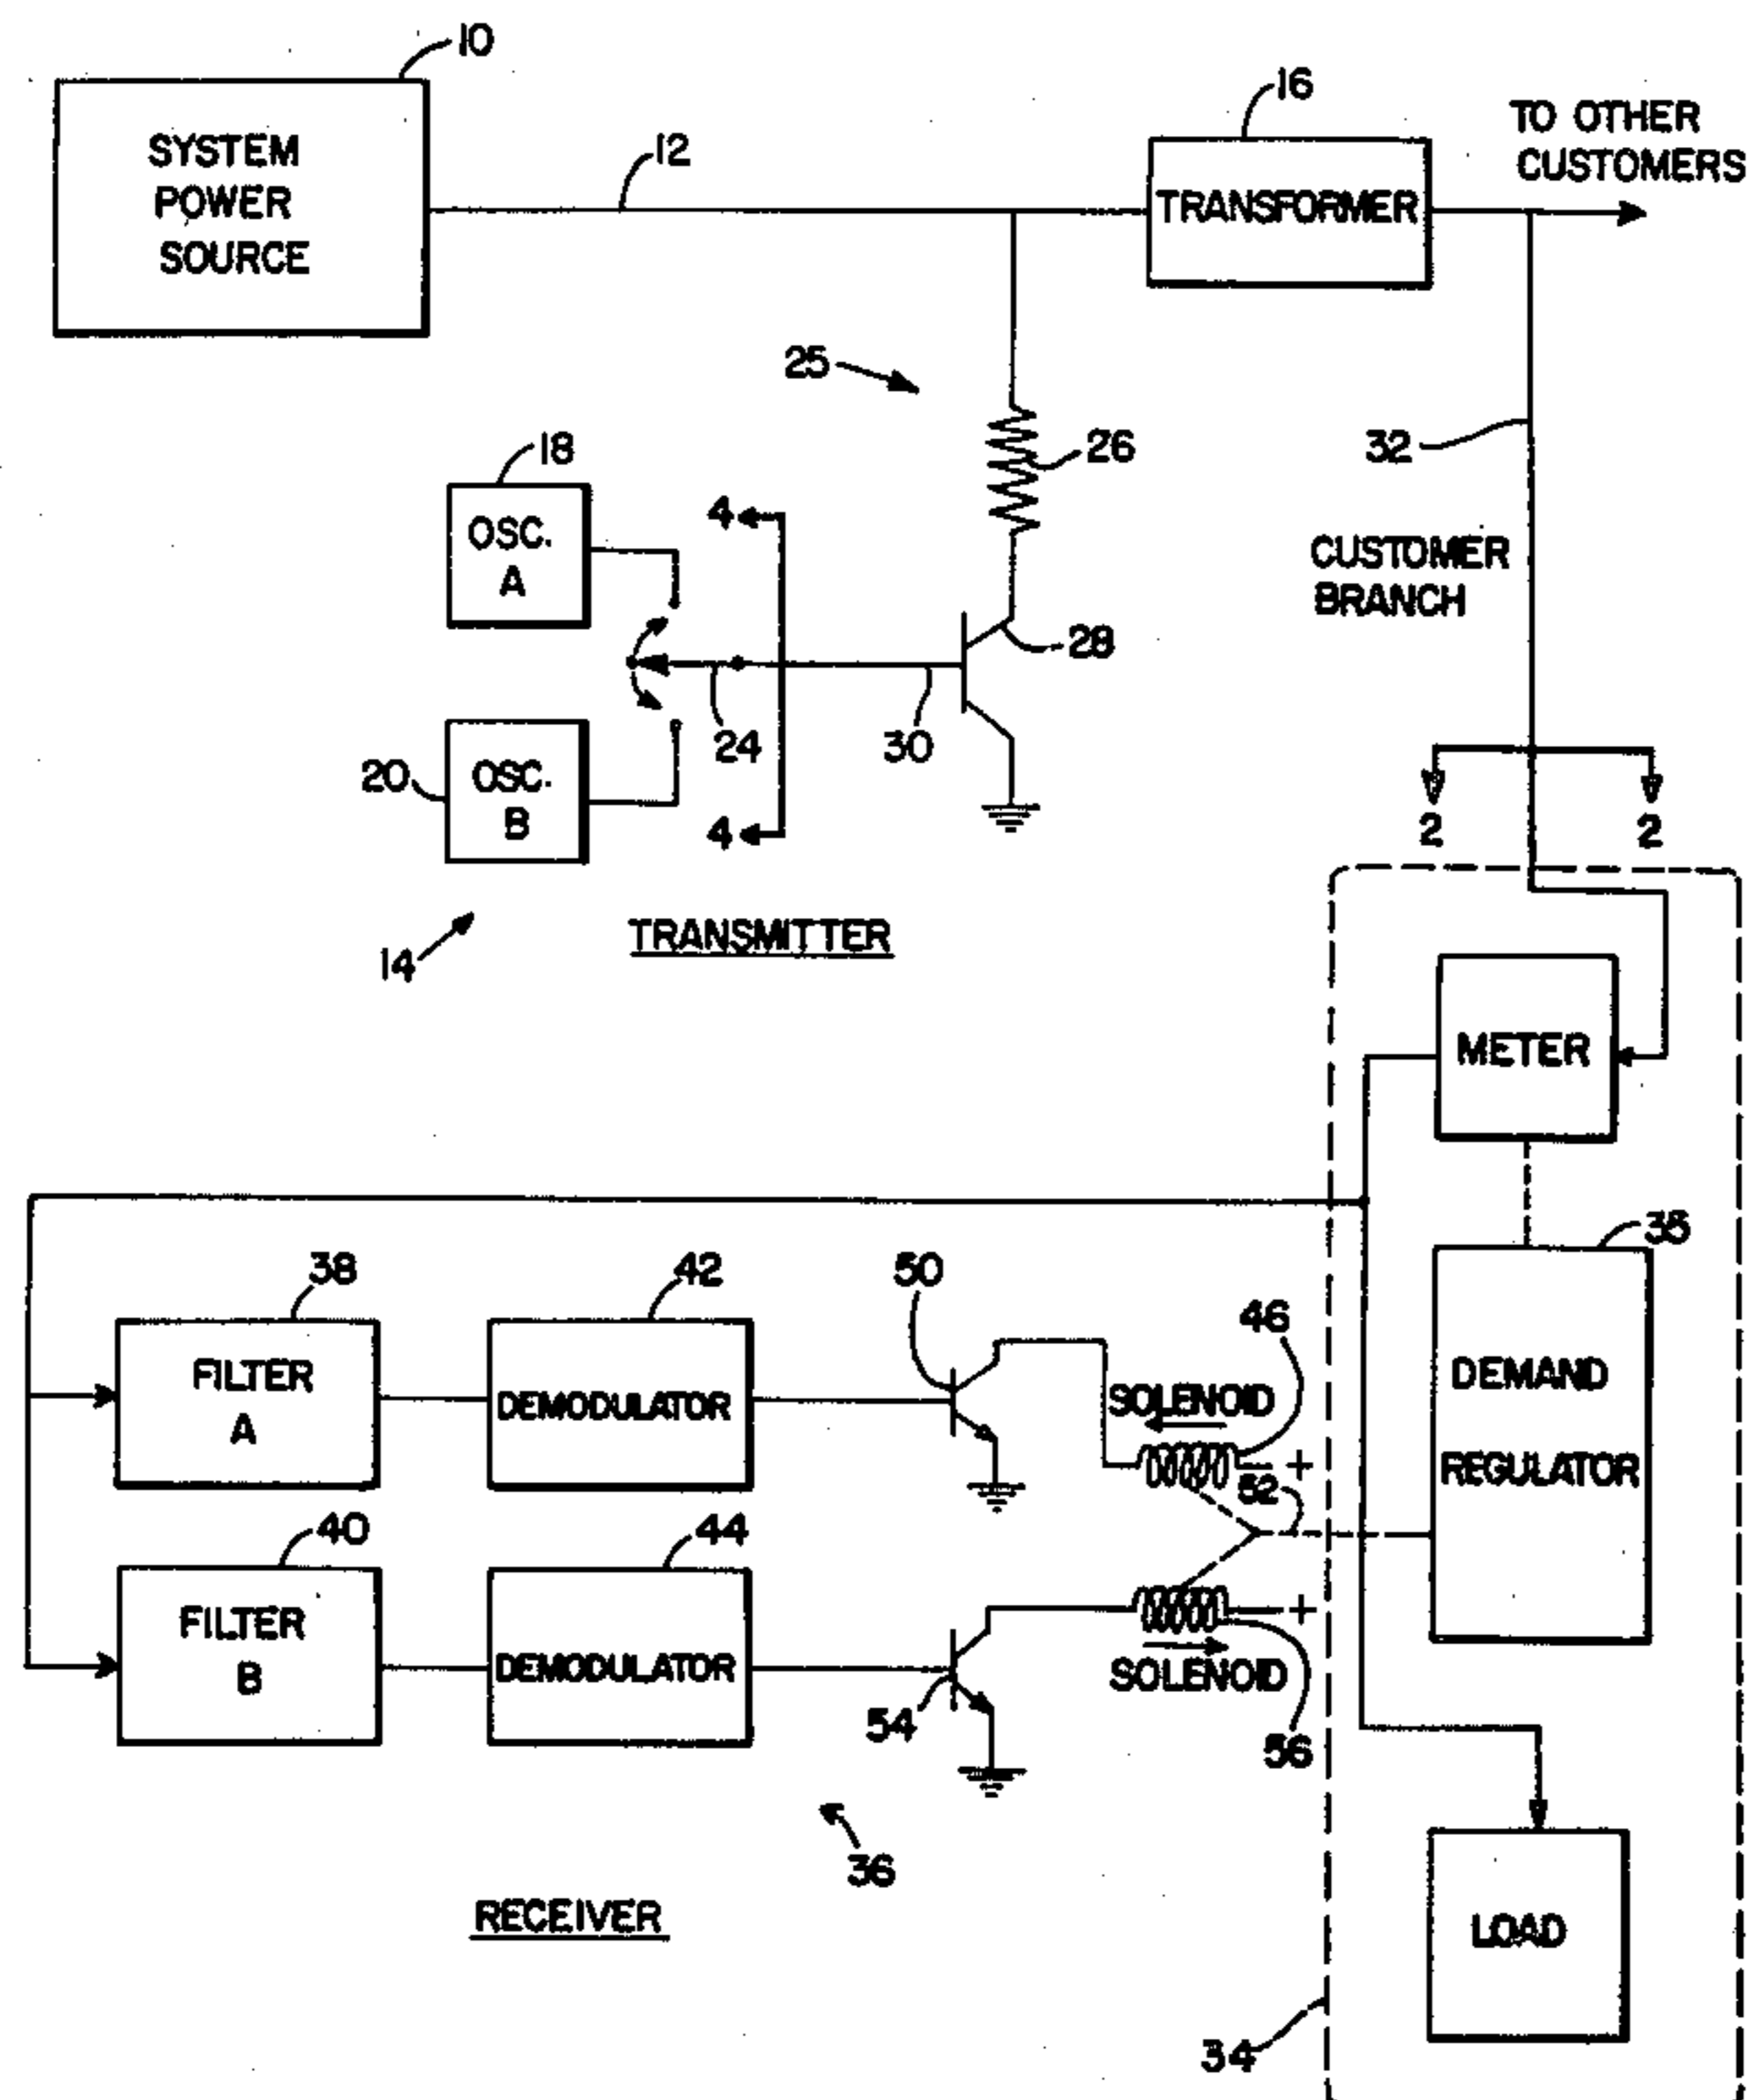 10
SYSTEM
POWER
SOURCE
12
16
TRANSFORMER
TO OTHER
CUSTOMERS
25
26
32
18
OSC.
A
4
CUSTOMER
BRANCH
28
24
30
20
OSC.
B
4
2
2
14
TRANSMITTER
METER
38
42
50
46
FILTER
A
DEMODULATOR
SOLENOID
+
52
DEMAND
REGULATOR
40
44
FILTER
B
DEMODULATOR
+
SOLENOID
54
56
36
RECEIVER
LOAD
34